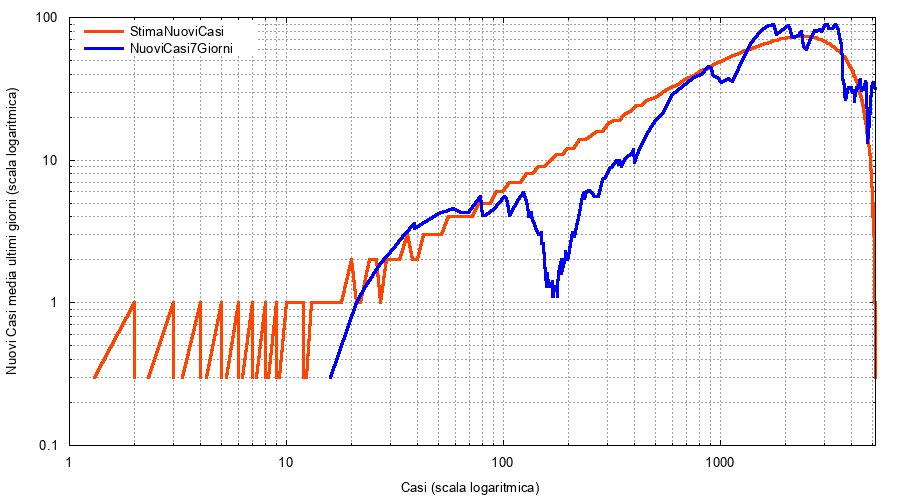 100
10
1
0.1
1
10
100
1000
Nuovi Casi media ultimi giorni (scala logaritmica)
Casi (scala logaritmica)
StimaNuoviCasi
NuoviCasi7Giorni